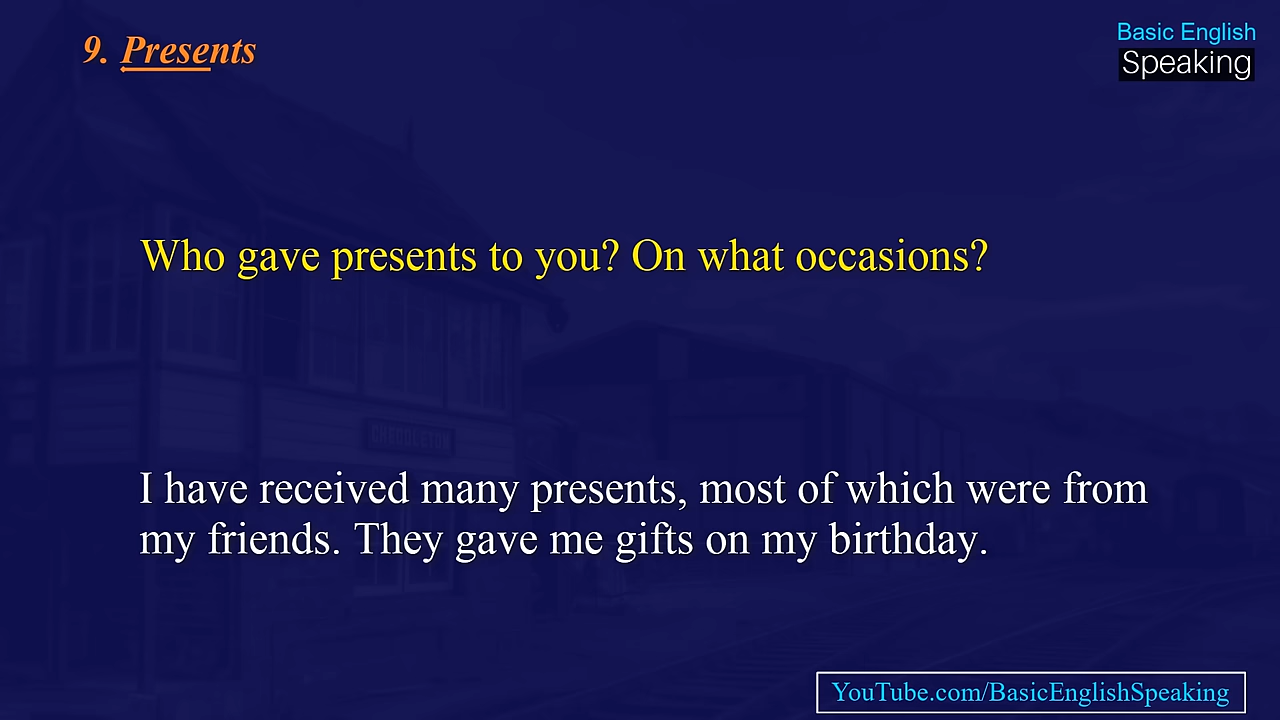 9. Presents
Basic English
Speaking
Who gave presents to you? On what occasions?
CHEDDLETON
I have received many presents, most of which were from
my friends. They gave me gifts on my birthday.
YouTube.com/BasicEnglishSpeaking